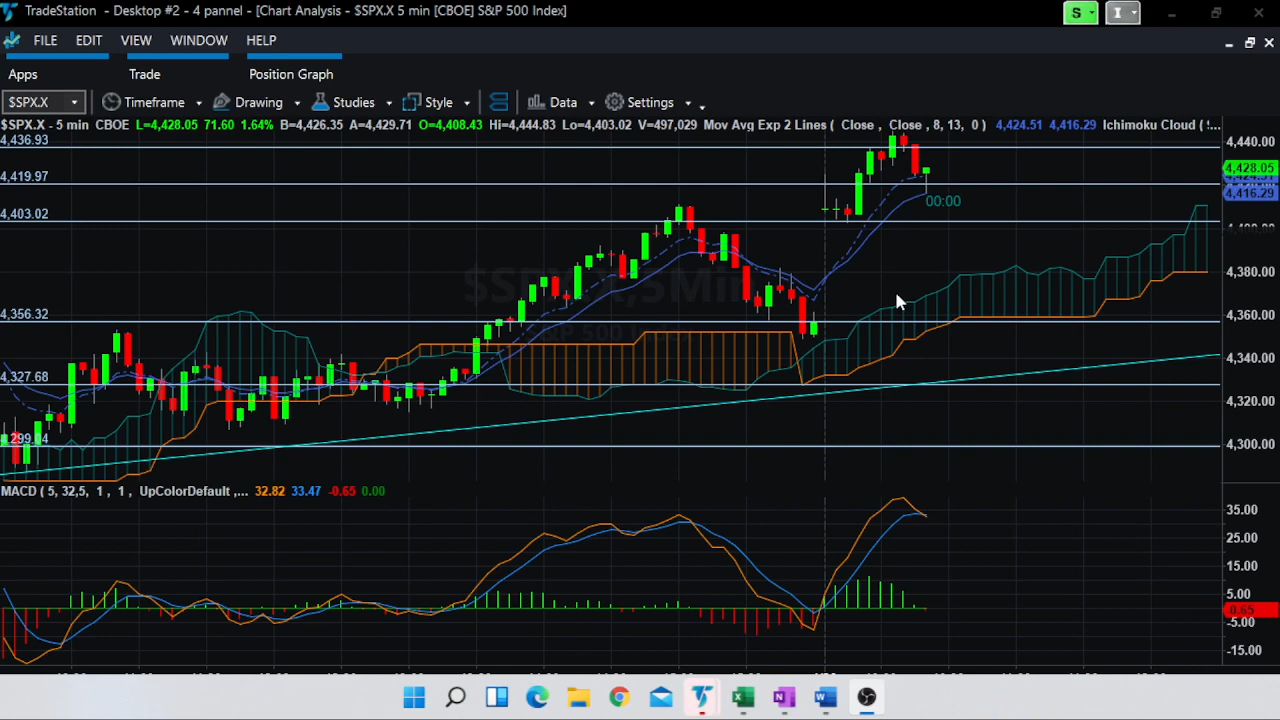 TradeStation - Desktop #2 - 4 pannel - [Chart Analysis - $SPX.X 5 min [CBOE] S&P 500 Index]
S I
FILE EDIT VIEW WINDOW HELP
Apps Trade Position Graph
$SPX.X Timeframe Drawing Studies Style Data Settings
$SPX.X - 5 min CBOE L=4,428.05 71.60 1.64% B=4,426.35 A=4,429.71 O=4,408.43 Hi=4,444.83 Lo=4,403.02 V=497,029 Mov Avg Exp 2 Lines ( Close , Close , 8, 13, 0 ) 4,424.51 4,416.29 Ichimoku Cloud (
4,436.93
4,440.00
4,428.05
4,419.97
4,416.29
00:00
4,403.02
4,380.00
$SPX.X,5Min
4,356.32
4,360.00
S&P 500 Index
4,340.00
4,327.68
4,320.00
4,299.04
4,300.00
MACD ( 5, 32,5, 1 , 1 , UpColorDefault ,... 32.82 33.47 -0.65 0.00
35.00
25.00
15.00
5.00
-0.65
-5.00
-15.00